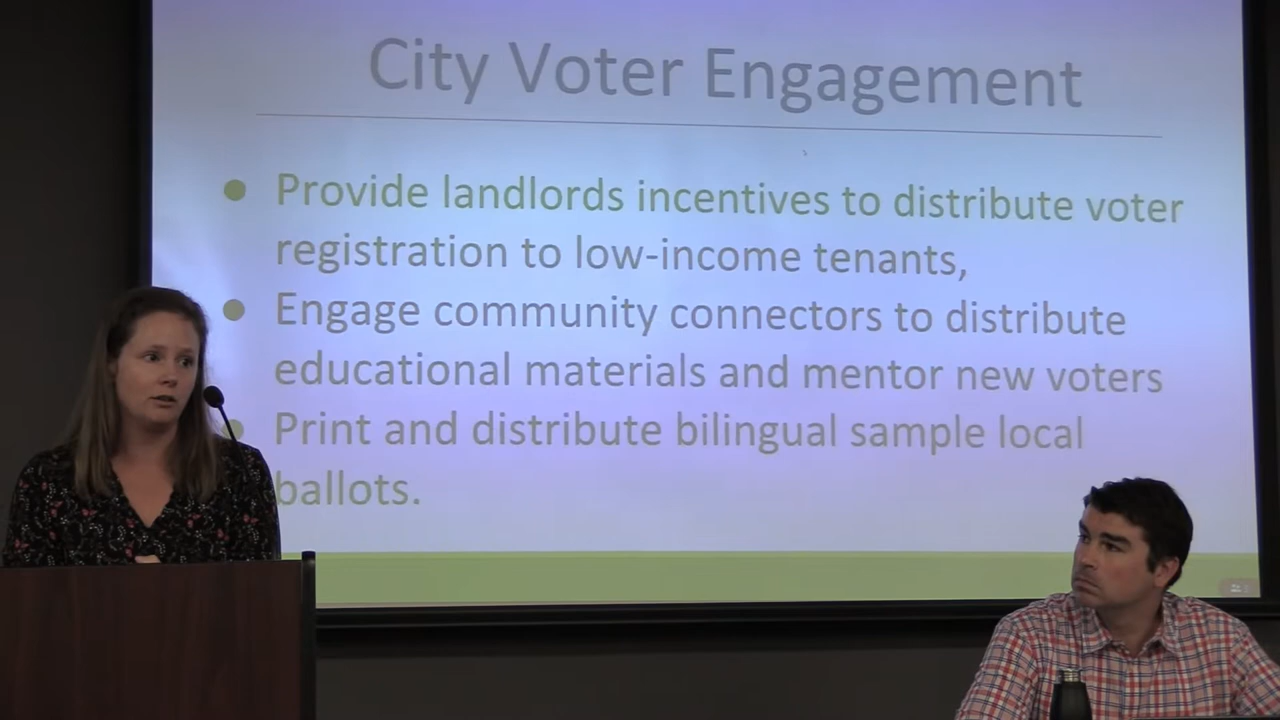 City Voter Engagement
Provide landlords incentives to distribute voter
registration to low-income tenants,
Engage community connectors to distribute
educational materials and mentor new voters
Print and distribute bilingual sample local
ballots.